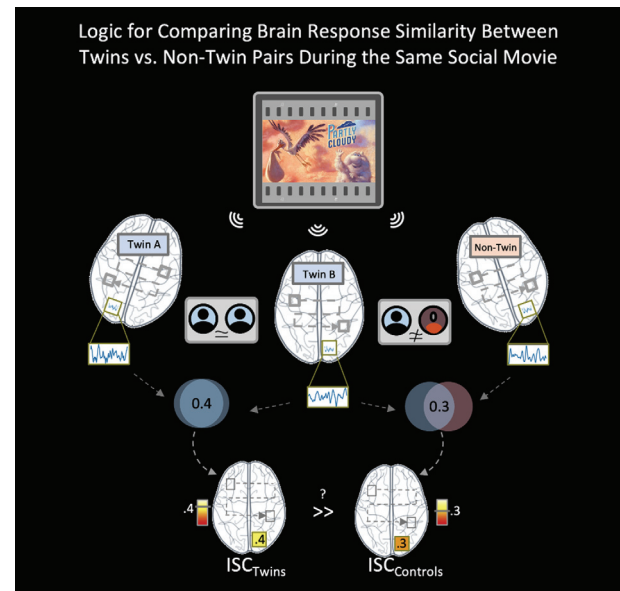 Logic for Comparing Brain Response Similarity Between
Twins vs. Non-Twin Pairs During the Same Social Movie
PARTLY
CLOUDY
Twin A
Twin B
Non-Twin
≅
≠
0.4
0.3
?
.4
>>
.3
.4
.3
ISCTwins
ISCControls